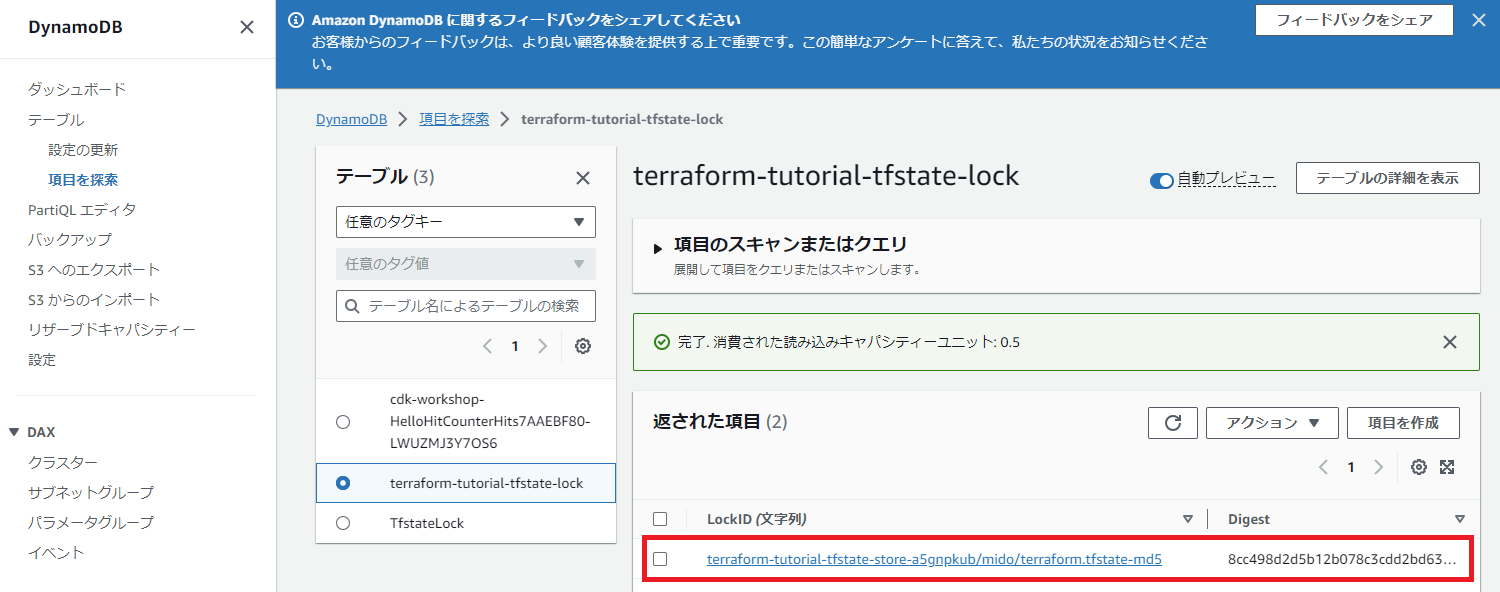 DynamoDB
ダッシュボード
テーブル
設定の更新
項目を探索
PartiQL エディタ
バックアップ
S3 へのエクスポート
S3 からのインポート
リザーブドキャパシティー
設定
DAX
クラスター
サブネットグループ
パラメータグループ
イベント
Amazon DynamoDB に関するフィードバックをシェアしてください
お客様からのフィードバックは、より良い顧客体験を提供する上で重要です。この簡単なアンケートに答えて、私たちの状況をお知らせくださ
い。
フィードバックをシェア
DynamoDB > 項目を探索 > terraform-tutorial-tfstate-lock
テーブル (3)
任意のタグキー
任意のタグ値
テーブル名によるテーブルの検索
1
cdk-workshop-
HelloHitCounterHits7AAEBF80-
LWUZMJ3Y7OS6
terraform-tutorial-tfstate-lock
TfstateLock
terraform-tutorial-tfstate-lock
自動プレビュー
テーブルの詳細を表示
項目のスキャンまたはクエリ
展開して項目をクエリまたはスキャンします。
完了. 消費された読み込みキャパシティーユニット: 0.5
返された項目 (2)
アクション
項目を作成
1
LockID (文字列) Digest
terraform-tutorial-tfstate-store-a5gnpkub/mido/terraform.tfstate-md5 8cc498d2d5b12b078c3cdd2bd63...